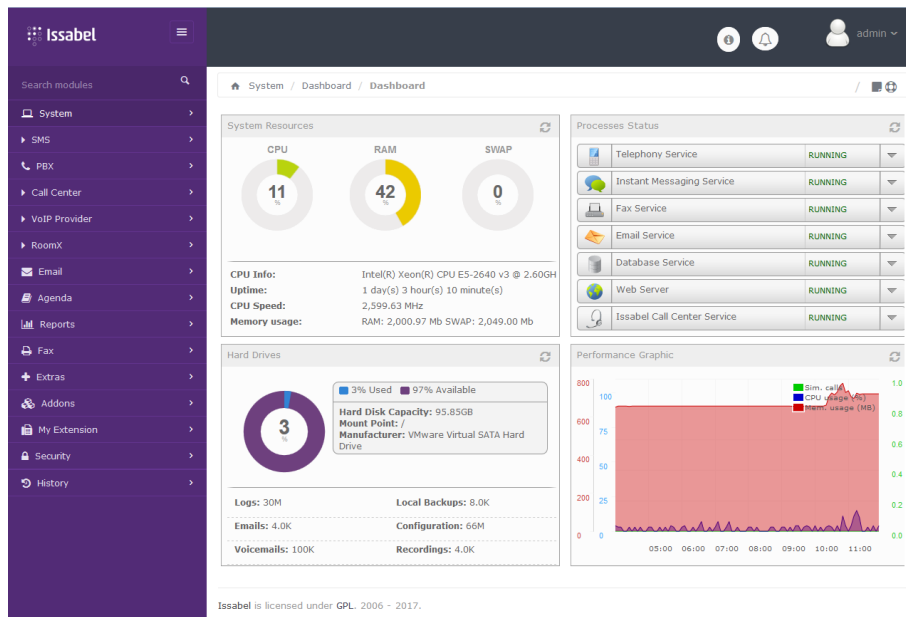 Issabel
admin
Search modules
System / Dashboard / Dashboard /
System
SMS
PBX
Call Center
VoIP Provider
RoomX
Email
Agenda
Reports
Fax
Extras
Addons
My Extension
Security
History
System Resources
CPU RAM SWAP
11 % 42 % 0 %
CPU Info: Intel(R) Xeon(R) CPU E5-2640 v3 @ 2.60GH
Uptime: 1 day(s) 3 hour(s) 10 minute(s)
CPU Speed: 2,599.63 MHz
Memory usage: RAM: 2,000.97 Mb SWAP: 2,049.00 Mb
Processes Status
Telephony Service RUNNING
Instant Messaging Service RUNNING
Fax Service RUNNING
Email Service RUNNING
Database Service RUNNING
Web Server RUNNING
Issabel Call Center Service RUNNING
Hard Drives
3 %
3% Used 97% Available
Hard Disk Capacity: 95.85GB
Mount Point: /
Manufacturer: VMware Virtual SATA Hard
Drive
Logs: 30M Local Backups: 8.0K
Emails: 4.0K Configuration: 66M
Voicemails: 100K Recordings: 4.0K
Performance Graphic
800 1.0
Sim. calls
100 CPU usage (%)
Mem. usage (MB)
600 0.8
75
400 0.6
50
0.4
200 25 0.2
0 0 0.0
05:00 06:00 07:00 08:00 09:00 10:00 11:00
Issabel is licensed under GPL. 2006 - 2017.